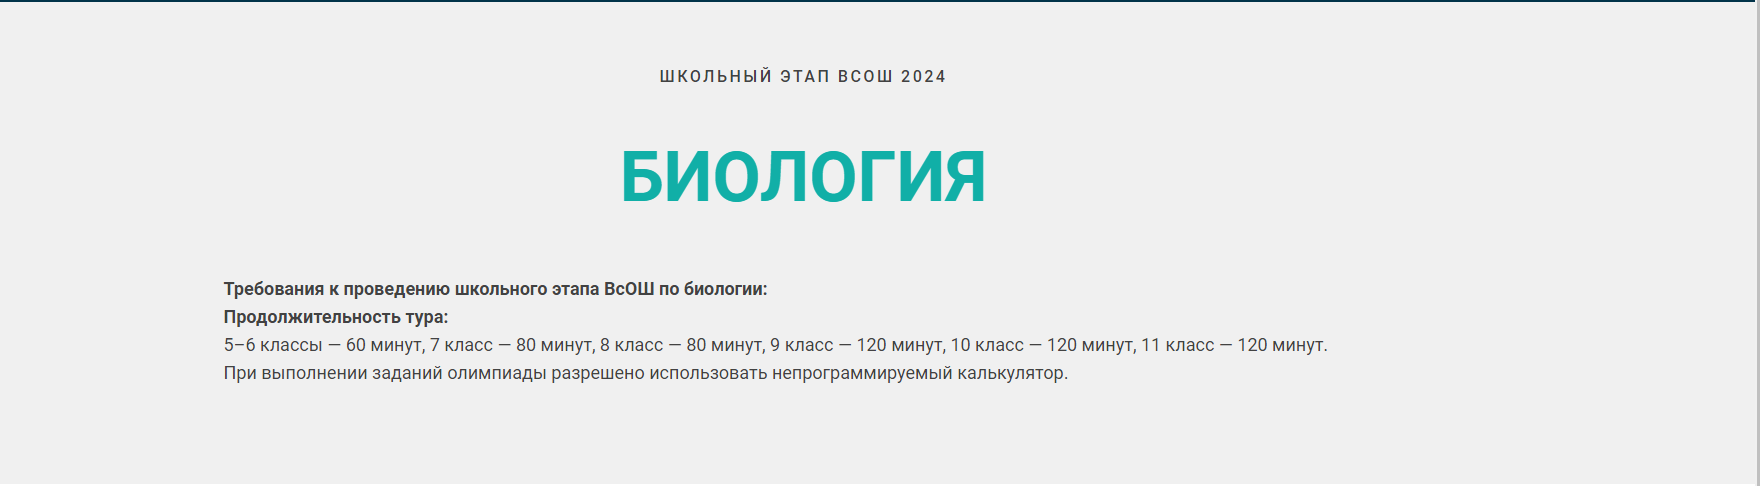 ШКОЛЬНЫЙ ЭТАП ВСОШ 2024
БИОЛОГИЯ
Требования к проведению школьного этапа ВсОШ по биологии:
Продолжительность тура:
5–6 классы — 60 минут, 7 класс — 80 минут, 8 класс — 80 минут, 9 класс — 120 минут, 10 класс — 120 минут, 11 класс — 120 минут.
При выполнении заданий олимпиады разрешено использовать непрограммируемый калькулятор.